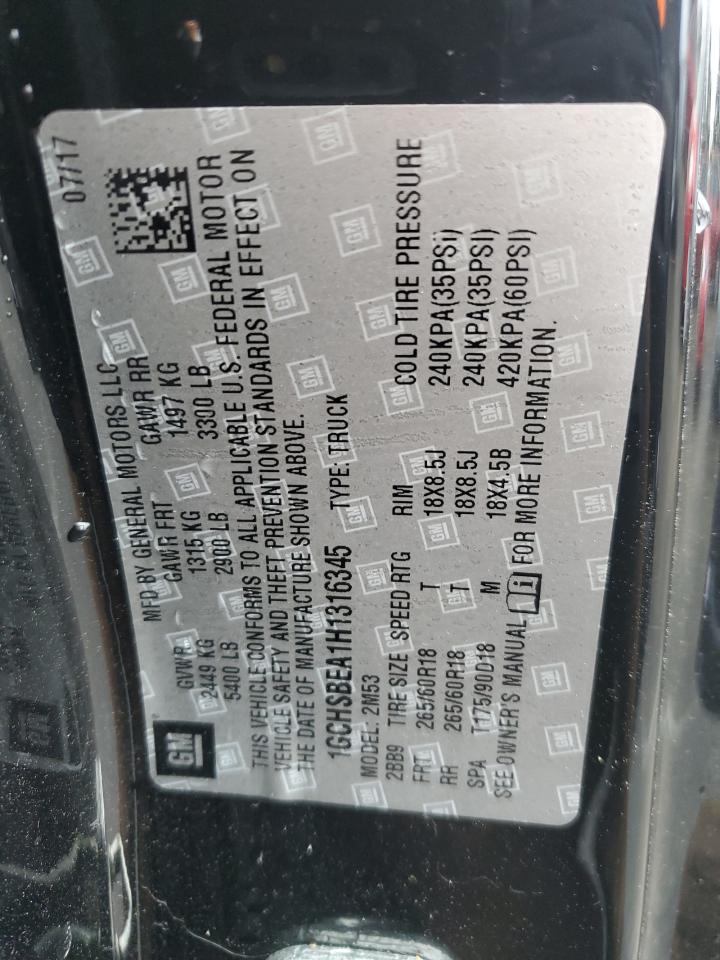 07/17
MFD BY GENERAL MOTORS LLC
GM
GVWR GAWR FRT GAWR RR
2449 KG 1315 KG 1497 KG
5400 LB 2900 LB 3300 LB
THIS VEHICLE CONFORMS TO ALL APPLICABLE U.S. FEDERAL MOTOR
VEHICLE SAFETY AND THEFT PREVENTION STANDARDS IN EFFECT ON
THE DATE OF MANUFACTURE SHOWN ABOVE.
1GCHSBEA1H1316345 TYPE: TRUCK
MODEL: 2M53
2BB9 TIRE SIZE SPEED RTG RIM COLD TIRE PRESSURE
FRT 265/60R18 T 18X8.5J 240KPA(35PSI)
RR 265/60R18 T 18X8.5J 240KPA(35PSI)
SPA T175/90D18 M 18X4.5B 420KPA(60PSI)
SEE OWNER'S MANUAL i FOR MORE INFORMATION.